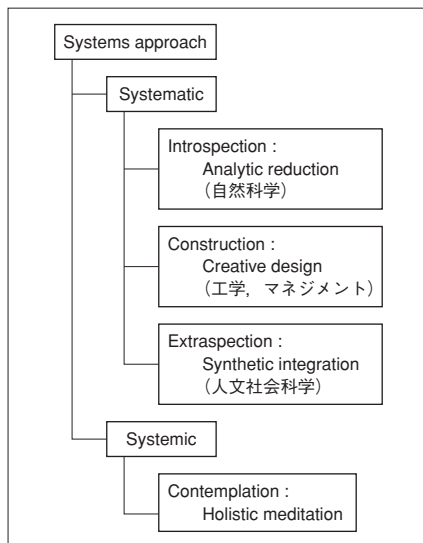 Systems approach
Systematic
Introspection :
Analytic reduction
(自然科学)
Construction :
Creative design
(工学，マネジメント)
Extraspection :
Synthetic integration
(人文社会科学)
Systemic
Contemplation :
Holistic meditation